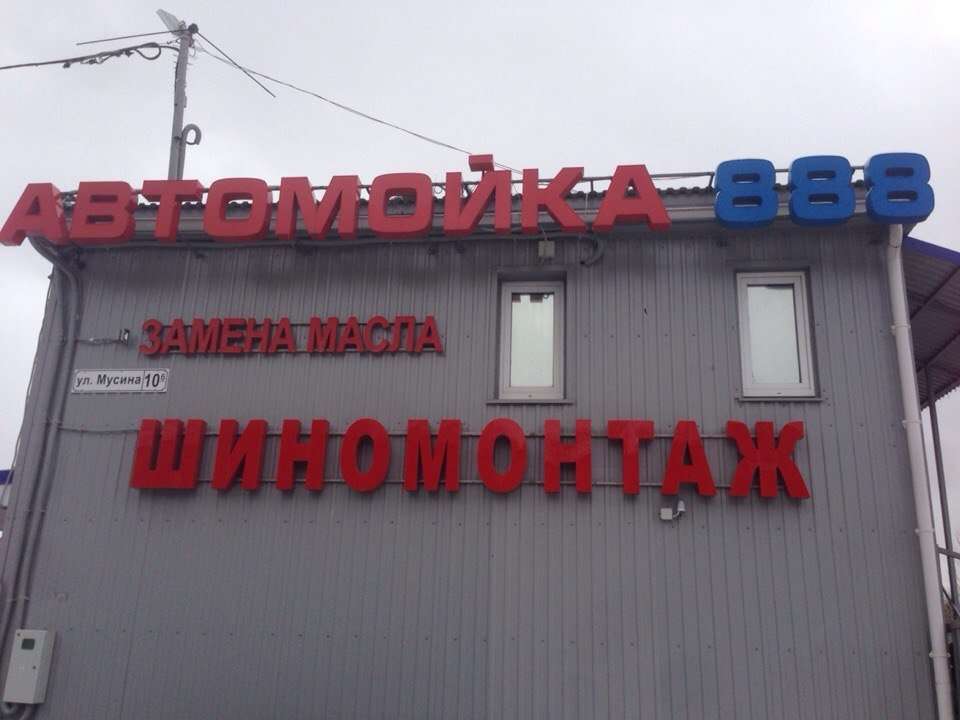 АВТОМОЙКА 888
ЗАМЕНА МАСЛА
ул. Мусина 10б
ШИНОМОНТАЖ